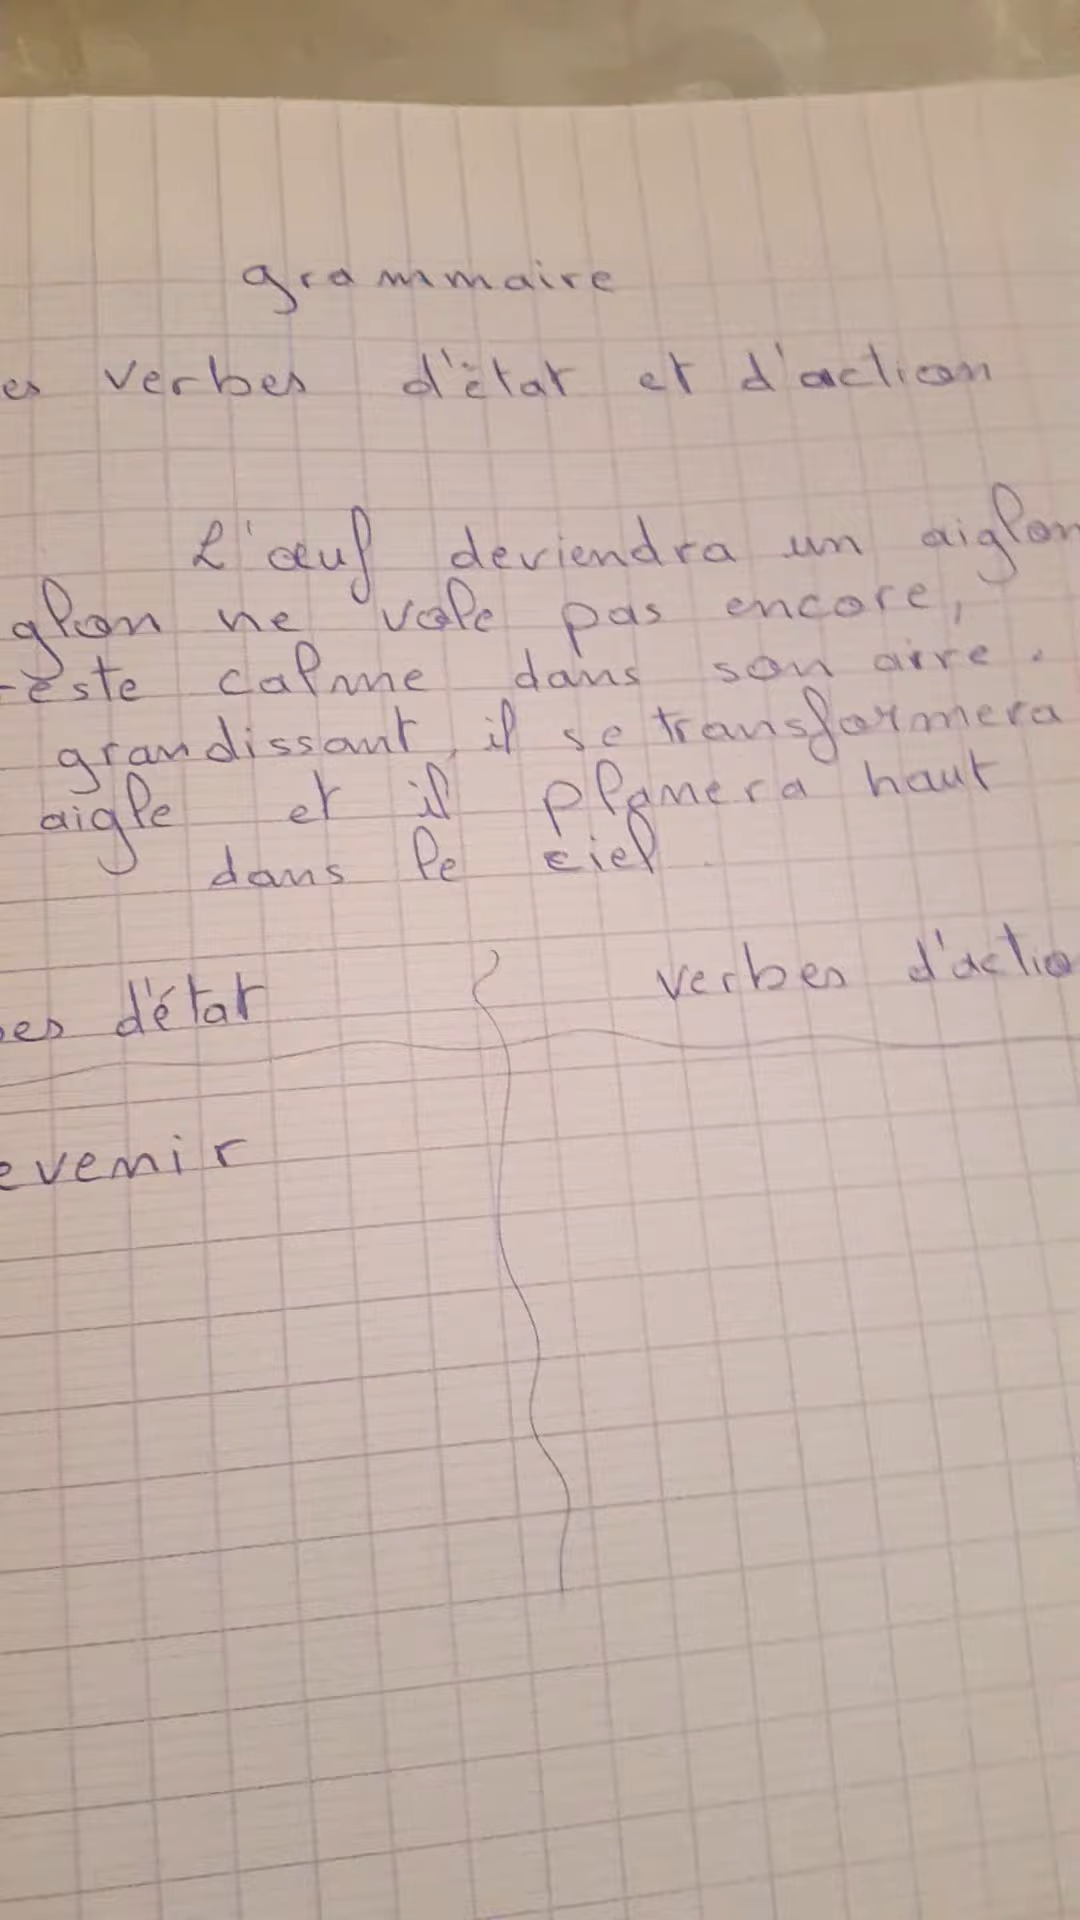 grammaire
es verbes d'état et d'action
L'œuf deviendra un aiglon
glon ne vole pas encore,
este calme dans son aire.
grandissant, il se transformera
aigle et il planera haut
dans le ciel.
es d'état verbes d'actio
evenir